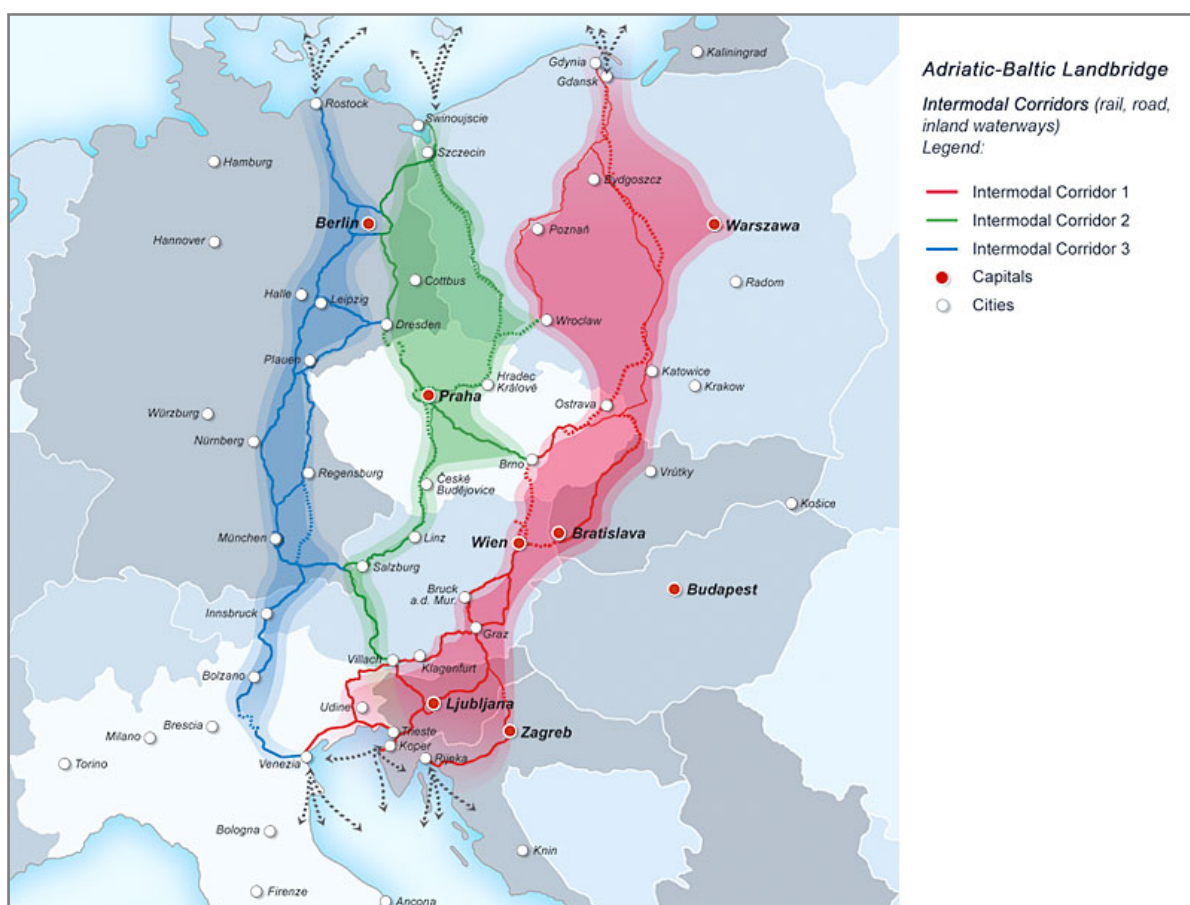 Kaliningrad
Gdynia
Gdansk
Rostock
Swinoujscie
Szczecin
Hamburg
Bydgoszcz
Berlin
Warszawa
Poznañ
Hannover
Cottbus
Radom
Halle
Leipzig
Dresden
Wroclaw
Plauen
Katowice
Hradec
Králové
Krakow
Praha
Ostrava
Würzburg
Nürnberg
Brno
Regensburg
Vrútky
České
Budějovice
Košice
München
Linz
Wien
Bratislava
Salzburg
Budapest
Bruck
a.d. Mur.
Innsbruck
Graz
Villach
Klagenfurt
Bolzano
Udine
Ljubljana
Brescia
Milano
Trieste
Zagreb
Koper
Torino
Venezia
Rijeka
Bologna
Knin
Firenze
Ancona
Adriatic-Baltic Landbridge
Intermodal Corridors (rail, road,
inland waterways)
Legend:
Intermodal Corridor 1
Intermodal Corridor 2
Intermodal Corridor 3
Capitals
Cities